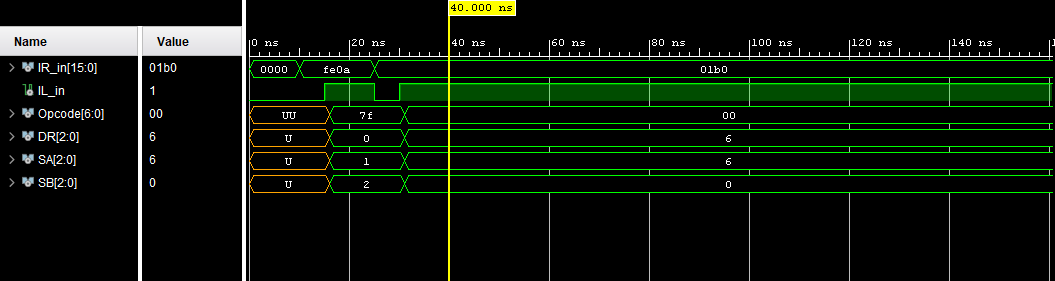 40.000 ns
Name Value 0 ns 20 ns 40 ns 60 ns 80 ns 100 ns 120 ns 140 ns
IR_in[15:0] 01b0 0000 fe0a 01b0
IL_in 1
Opcode[6:0] 00 UU 7f 00
DR[2:0] 6 U 0 6
SA[2:0] 6 U 1 6
SB[2:0] 0 U 2 0